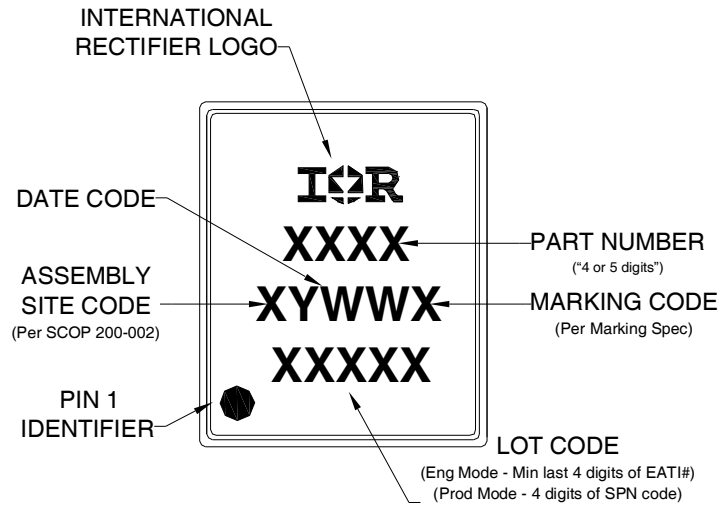 INTERNATIONAL
RECTIFIER LOGO
IOR
DATE CODE
XXXX
PART NUMBER
("4 or 5 digits")
ASSEMBLY
SITE CODE
(Per SCOP 200-002)
XYWWX
MARKING CODE
(Per Marking Spec)
XXXXX
PIN 1
IDENTIFIER
LOT CODE
(Eng Mode - Min last 4 digits of EATI#)
(Prod Mode - 4 digits of SPN code)